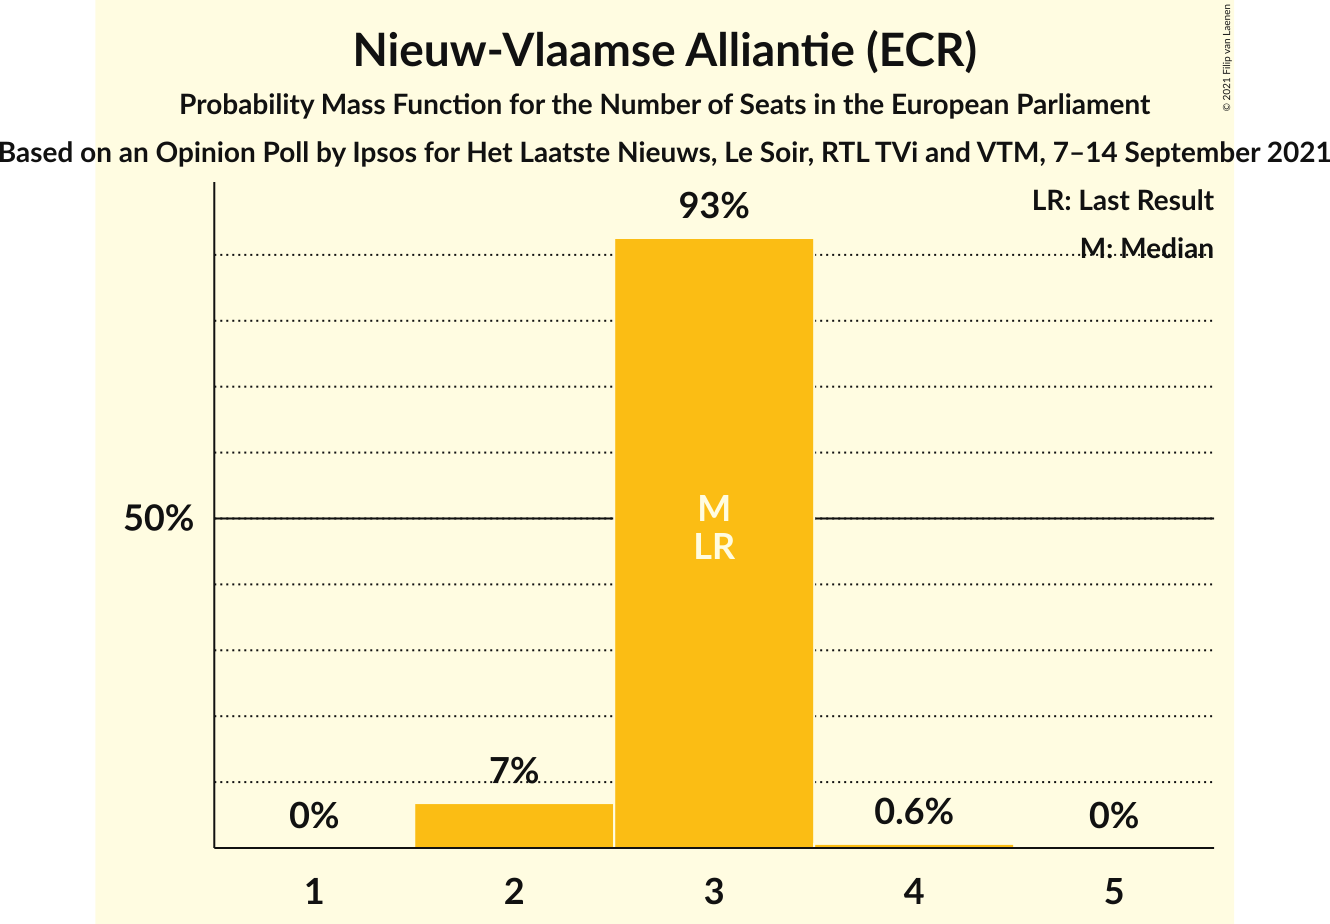 Nieuw-Vlaamse Alliantie (ECR)
Probability Mass Function for the Number of Seats in the European Parliament
Based on an Opinion Poll by Ipsos for Het Laatste Nieuws, Le Soir, RTL TVi and VTM, 7–14 September 2021
© 2021 Filip van Laenen
LR: Last Result
M: Median
93%
50%
M
LR
7%
0%
0.6%
0%
1 2 3 4 5